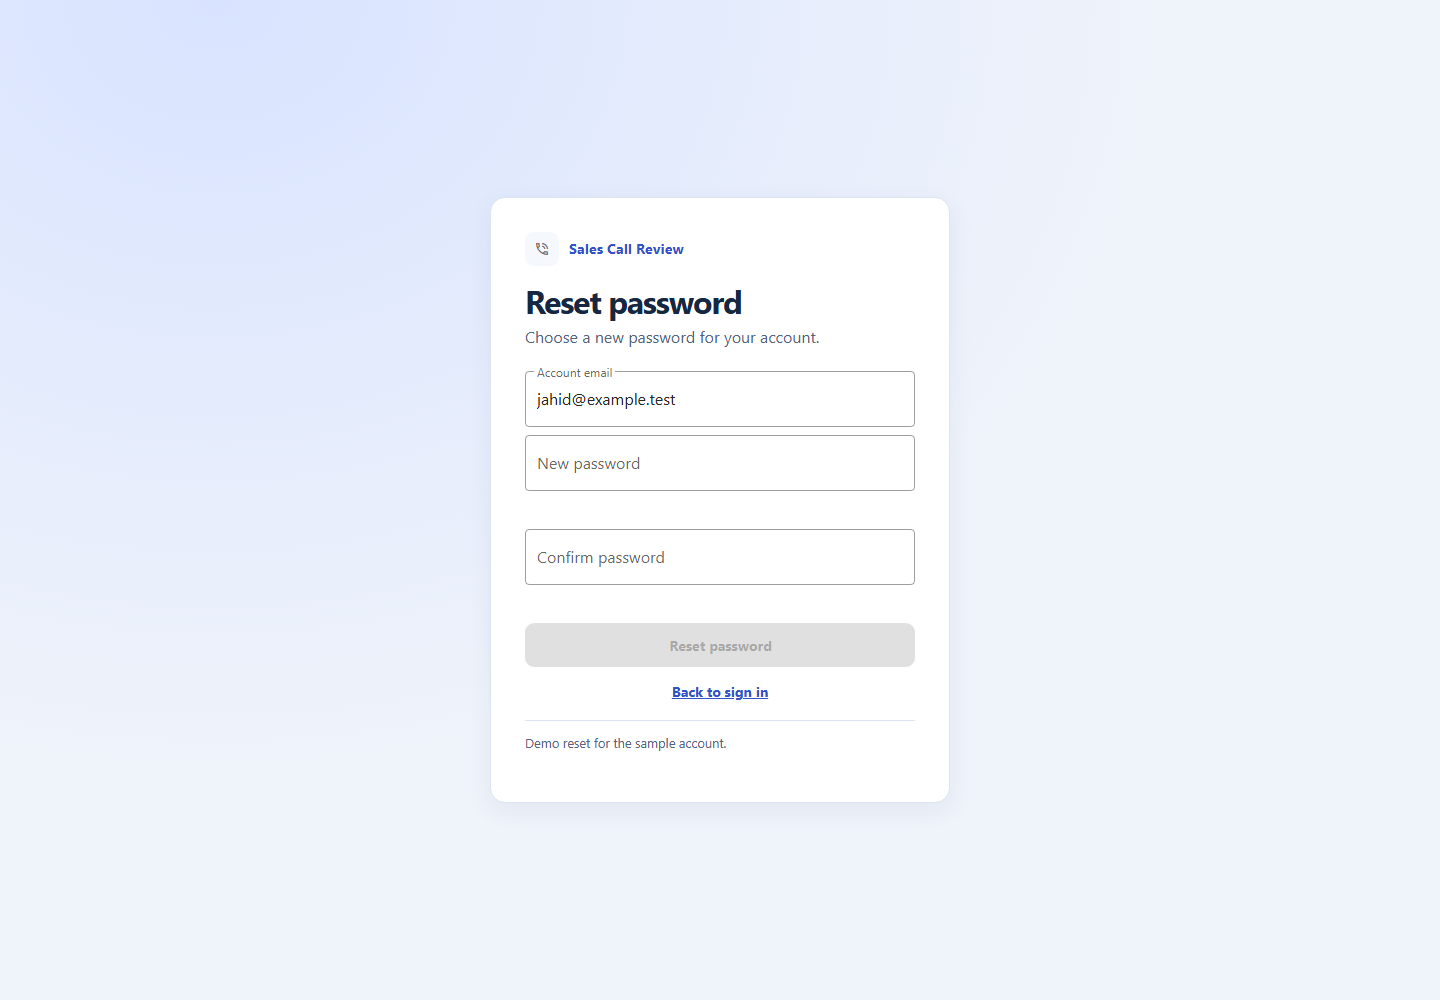 Sales Call Review
Reset password
Choose a new password for your account.
Account email
jahid@example.test
New password
Confirm password
Reset password
Back to sign in
Demo reset for the sample account.